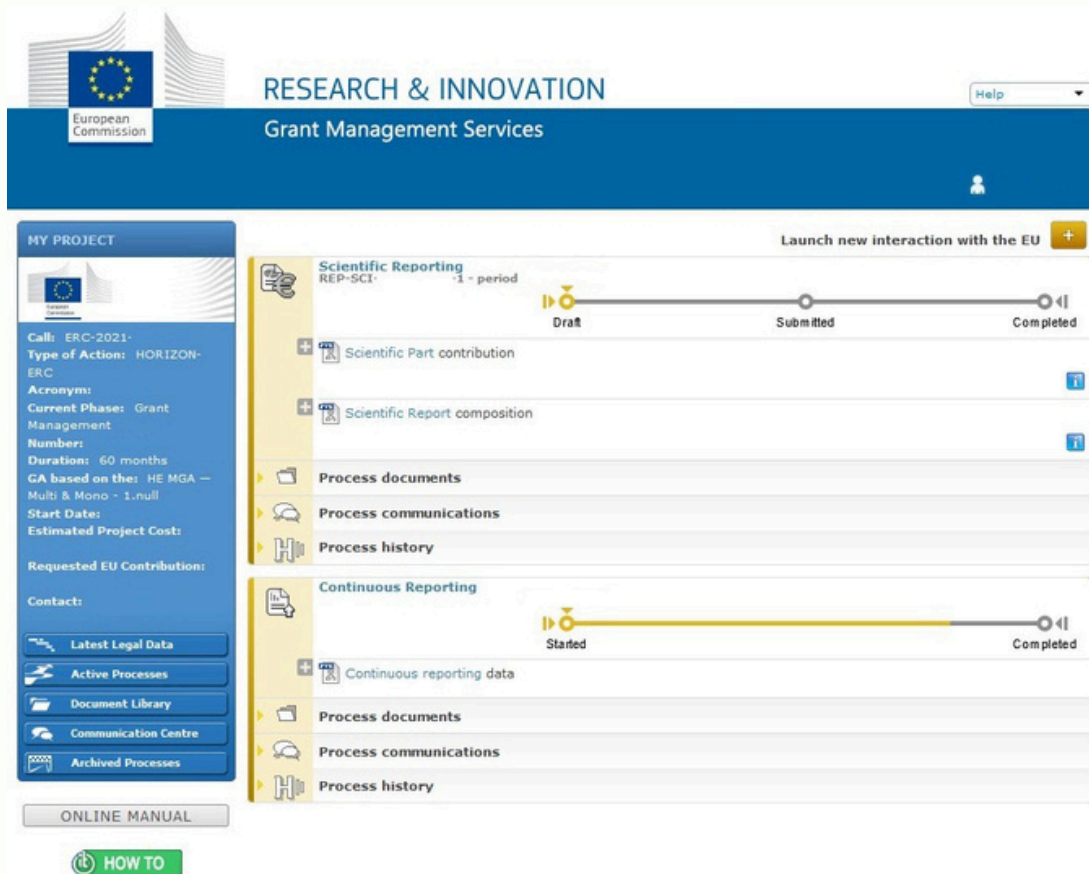 European
Commission
RESEARCH & INNOVATION
Grant Management Services
Help
MY PROJECT
Launch new interaction with the EU
+
Call: ERC-2021-
Type of Action: HORIZON-
ERC
Acronym:
Current Phase: Grant
Management
Number:
Duration: 60 months
GA based on the: HE MGA —
Multi & Mono - 1.null
Start Date:
Estimated Project Cost:
Requested EU Contribution:
Contact:
Latest Legal Data
Active Processes
Document Library
Communication Centre
Archived Processes
ONLINE MANUAL
HOW TO
Scientific Reporting
REP-SCI- -1 - period
Draft Submitted Completed
Scientific Part contribution
Scientific Report composition
Process documents
Process communications
Process history
Continuous Reporting
Started Completed
Continuous reporting data
Process documents
Process communications
Process history